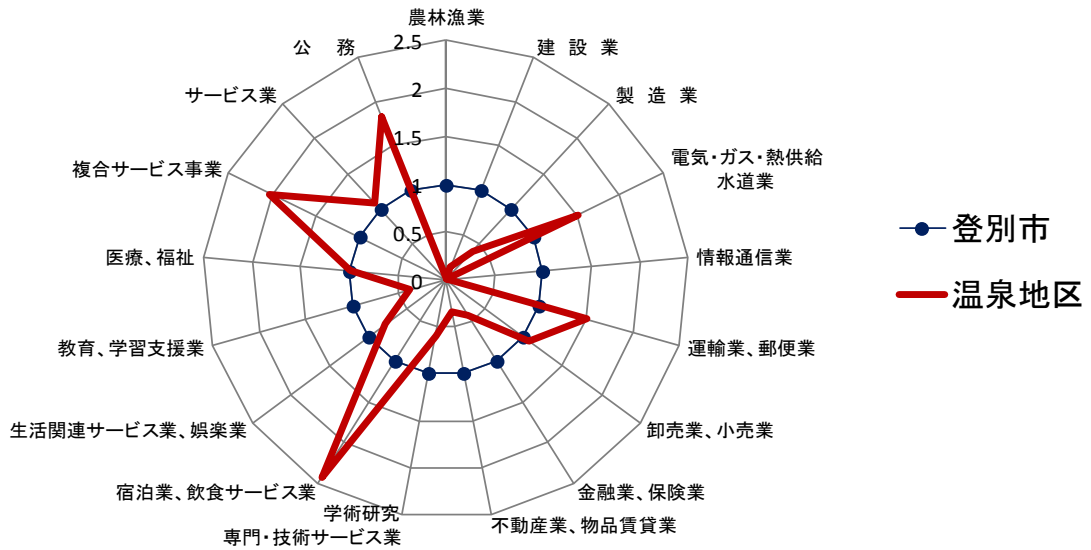 農林漁業
建 設 業
製 造 業
電気・ガス・熱供給
水道業
情報通信業
運輸業、郵便業
卸売業、小売業
金融業、保険業
不動産業、物品賃貸業
学術研究
専門・技術サービス業
宿泊業、飲食サービス業
生活関連サービス業、娯楽業
教育、学習支援業
医療、福祉
複合サービス事業
サービス業
公 務
2.5
2
1.5
1
0.5
0
登別市
温泉地区